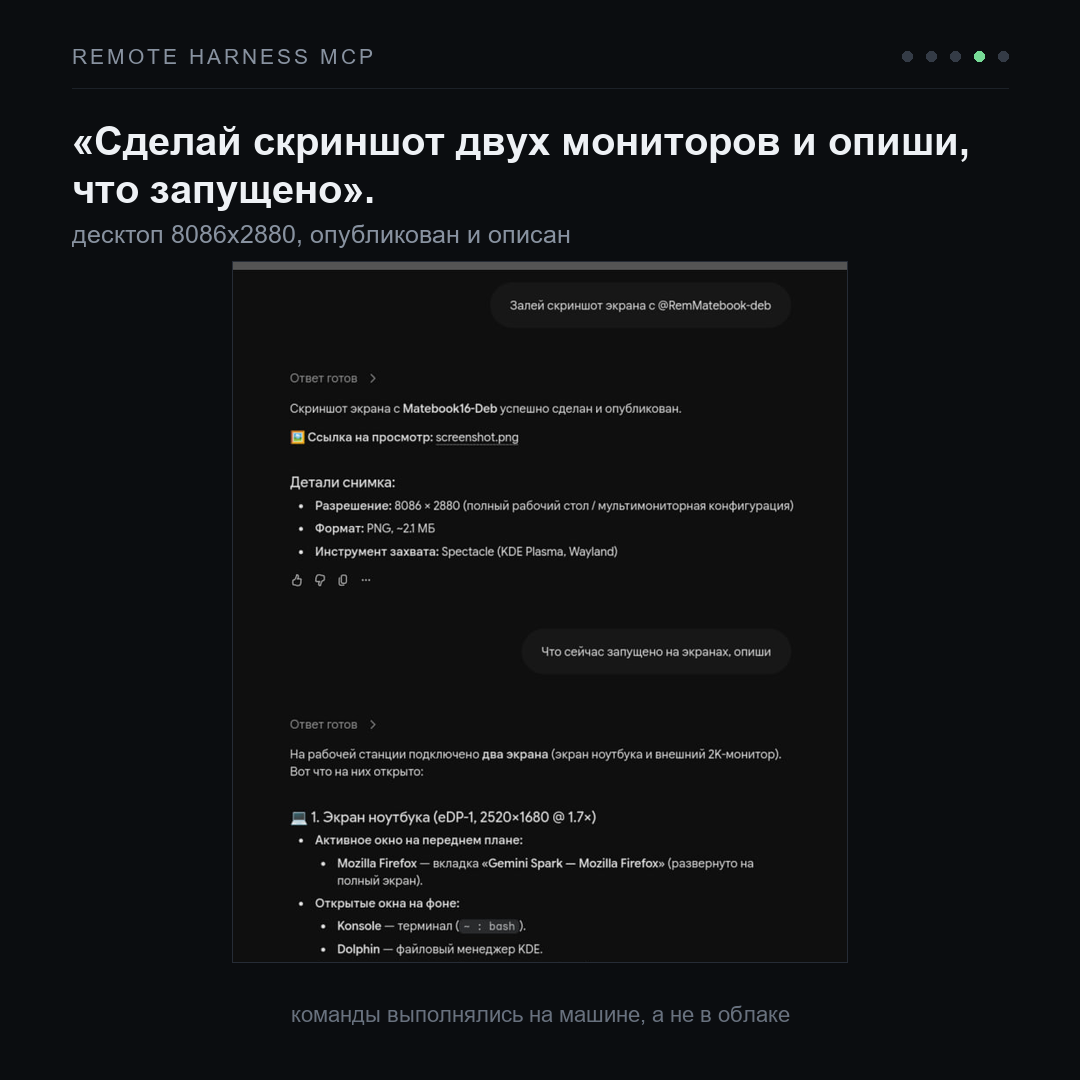 REMOTE HARNESS MCP
«Сделай скриншот двух мониторов и опиши,
что запущено».
десктоп 8086x2880, опубликован и описан
Залей скриншот экрана с @RemMatebook-deb
Ответ готов
Скриншот экрана с Matebook16-Deb успешно сделан и опубликован.
Ссылка на просмотр: screenshot.png
Детали снимка:
Разрешение: 8086 × 2880 (полный рабочий стол / мультимониторная конфигурация)
Формат: PNG, ~2.1 МБ
Инструмент захвата: Spectacle (KDE Plasma, Wayland)
Что сейчас запущено на экранах, опиши
Ответ готов
На рабочей станции подключено два экрана (экран ноутбука и внешний 2K-монитор).
Вот что на них открыто:
1. Экран ноутбука (eDP-1, 2520×1680 @ 1.7×)
Активное окно на переднем плане:
Mozilla Firefox — вкладка «Gemini Spark — Mozilla Firefox» (развернуто на
полный экран).
Открытые окна на фоне:
Konsole — терминал (~ : bash).
Dolphin — файловый менеджер KDE.
команды выполнялись на машине, а не в облаке